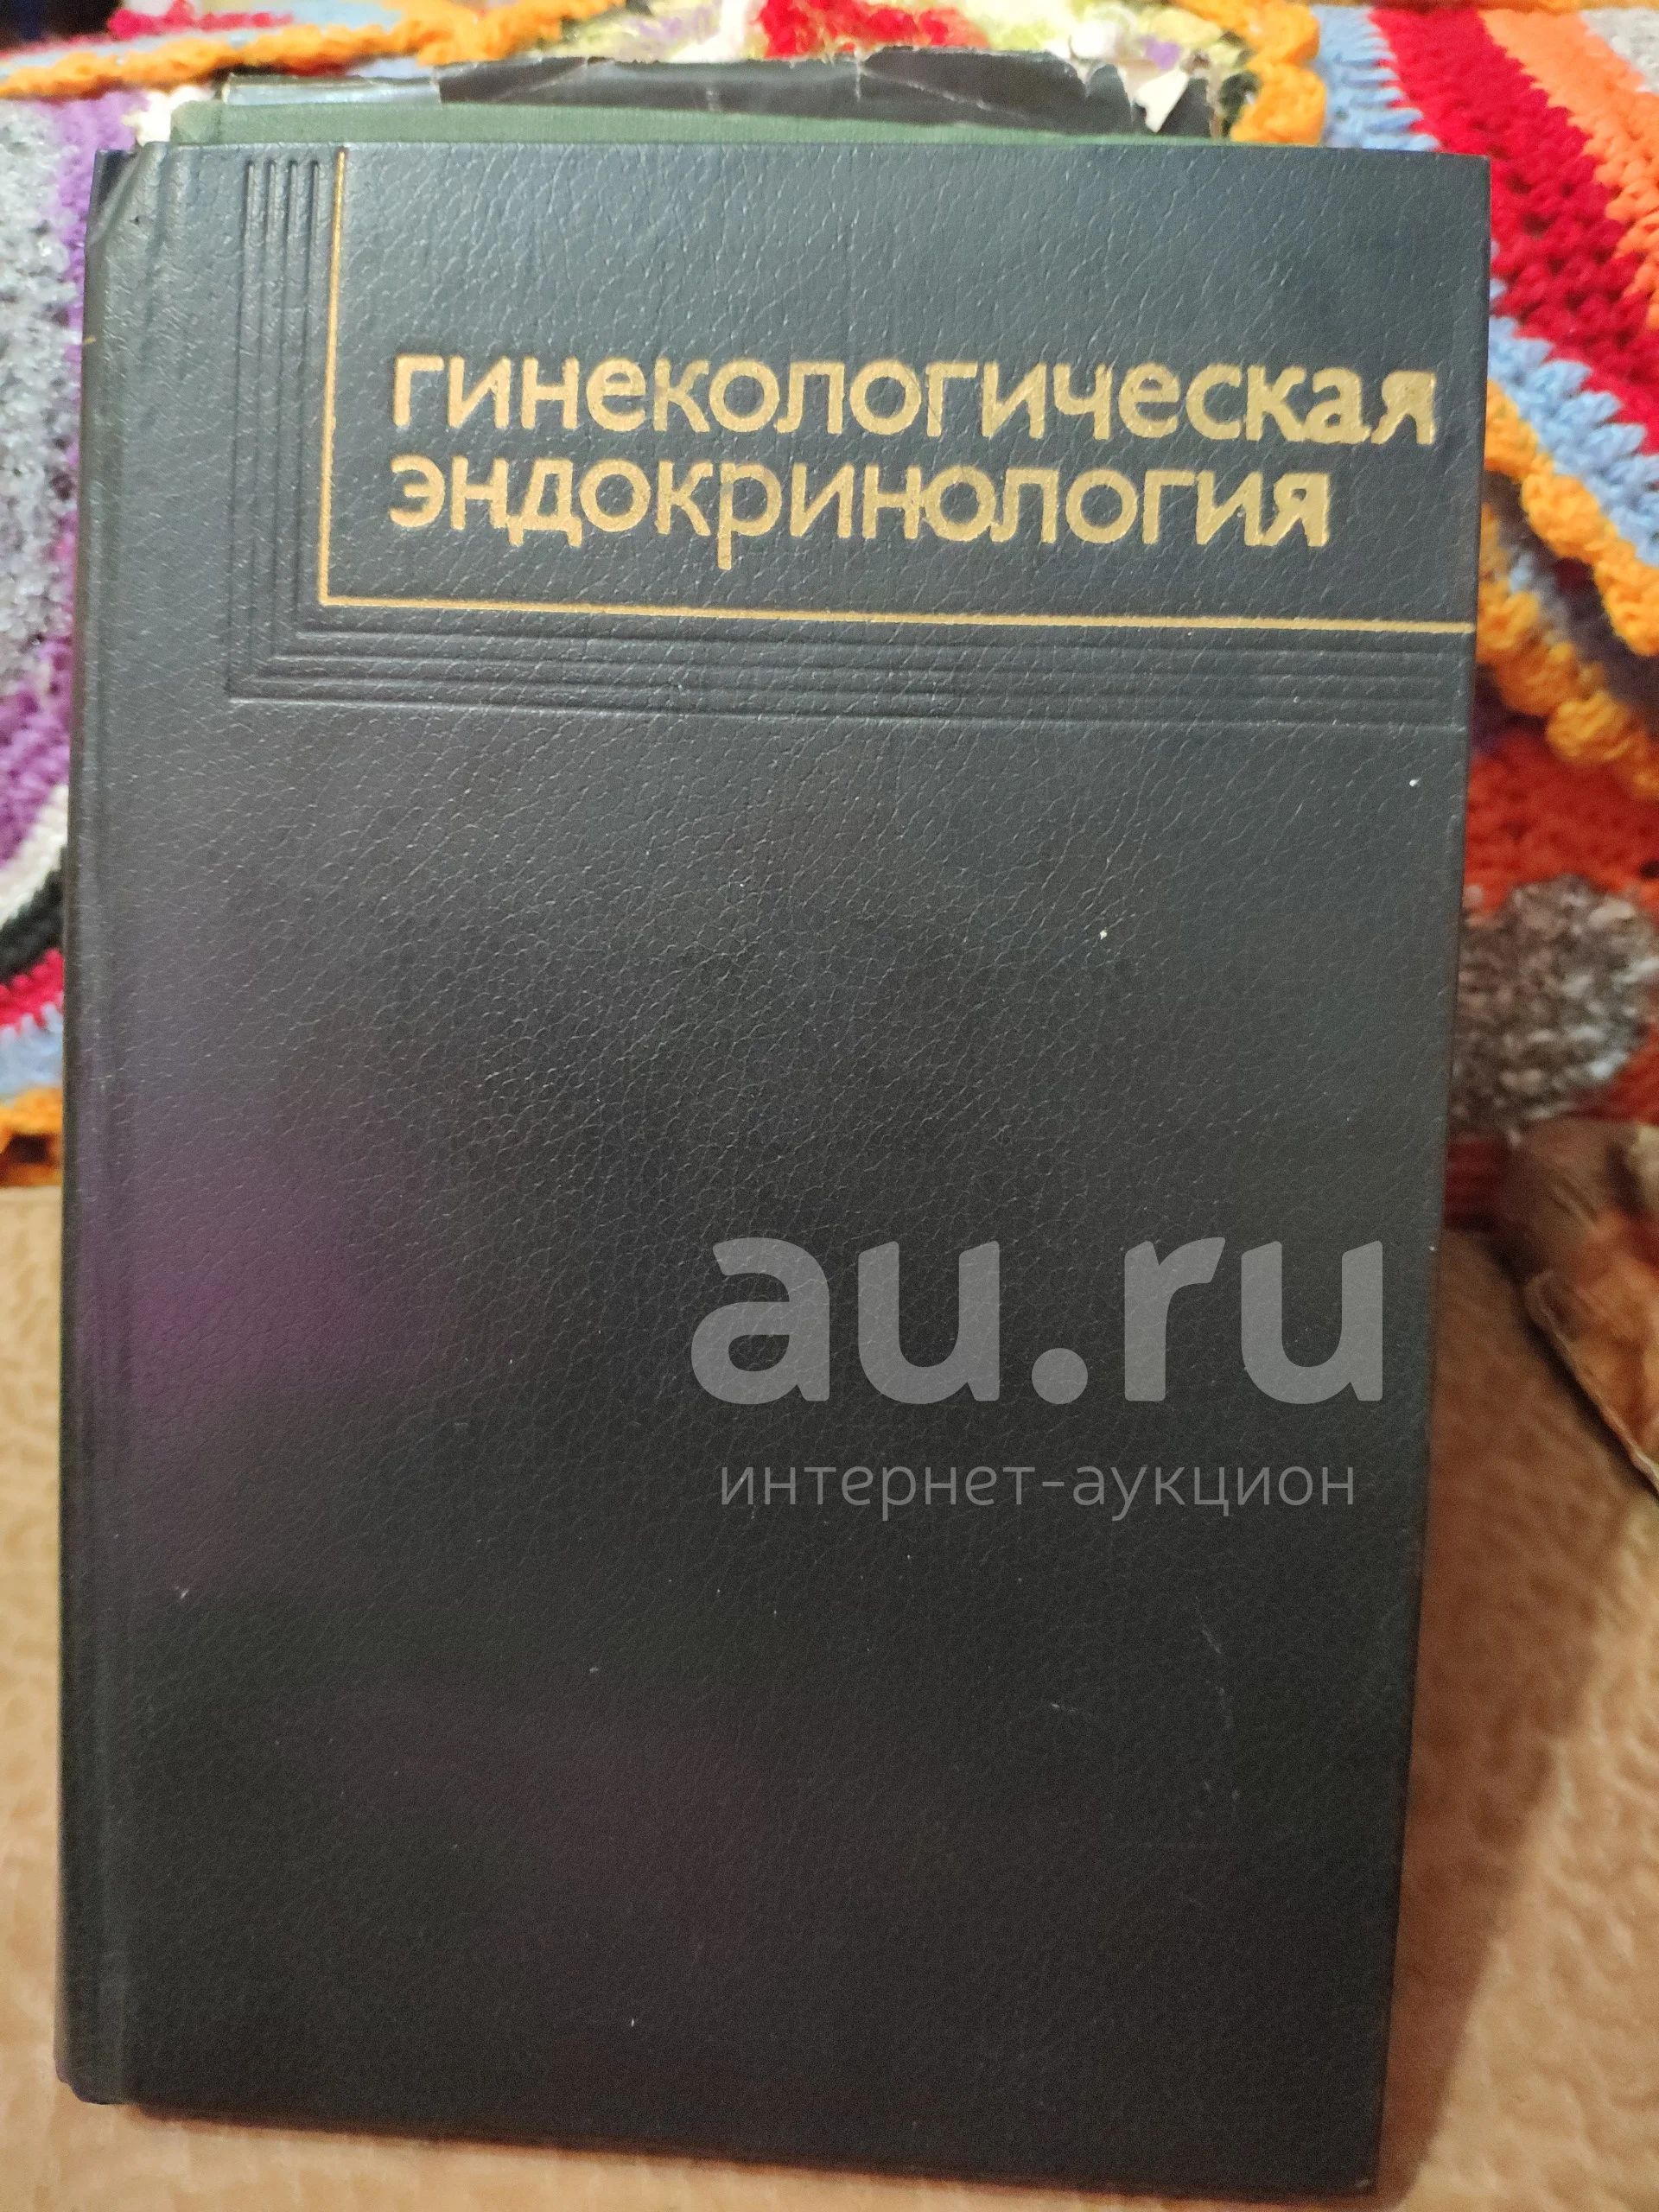 гинекологическая
эндокринология
au.ru
интернет-аукцион